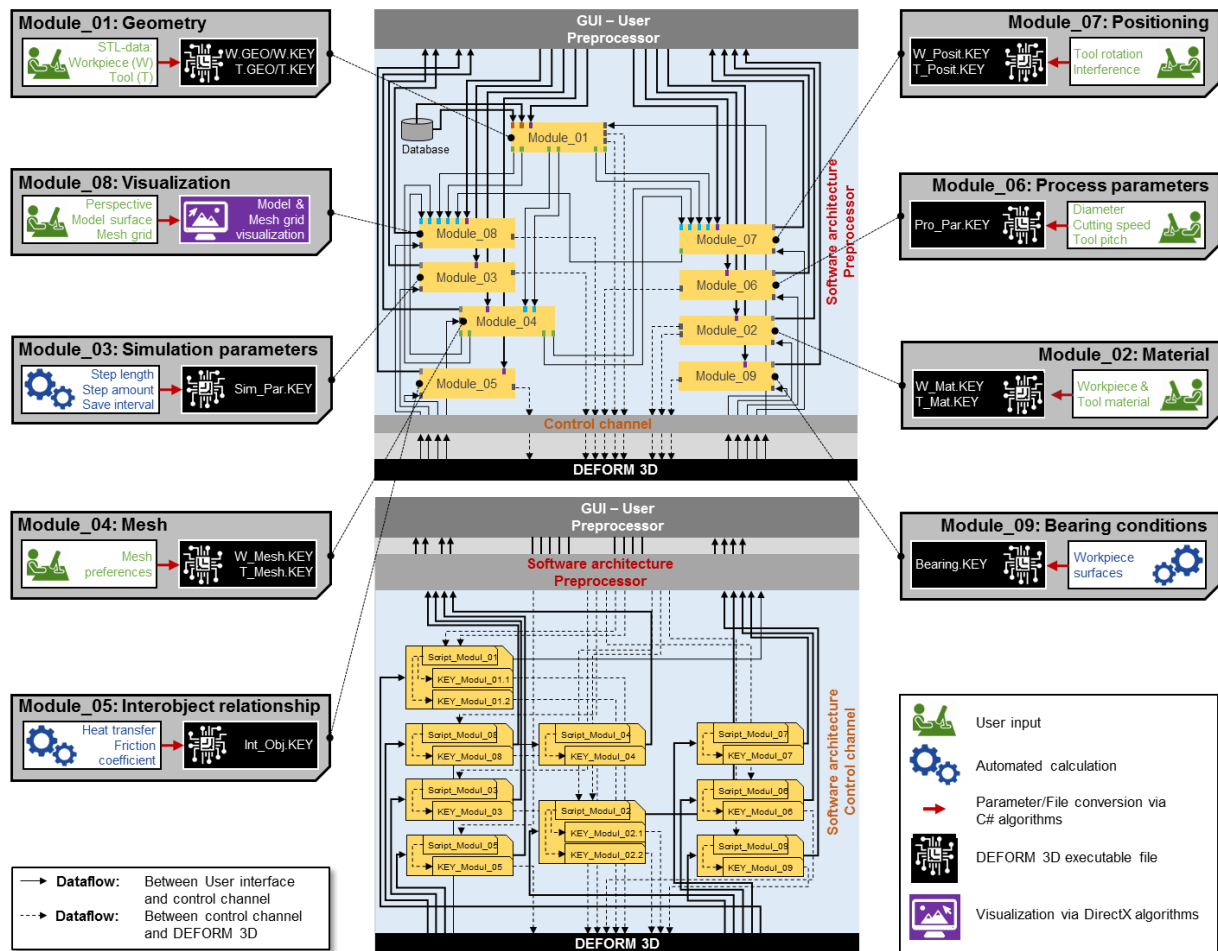 Module_01: Geometry
STL-data:
Workpiece (W)
Tool (T)
W.GEO/W.KEY
T.GEO/T.KEY
Module_08: Visualization
Perspective
Model surface
Mesh grid
Model &
Mesh grid
visualization
Module_03: Simulation parameters
Step length
Step amount
Save interval
Sim_Par.KEY
Module_04: Mesh
Mesh
preferences
W_Mesh.KEY
T_Mesh.KEY
Module_05: Interobject relationship
Heat transfer
Friction
coefficient
Int_Obj.KEY
Dataflow: Between User interface
and control channel
Dataflow: Between control channel
and DEFORM 3D
GUI – User
Preprocessor
Database
Module_01
Module_08
Module_03
Module_04
Module_05
Module_07
Module_06
Module_02
Module_09
Software architecture
Preprocessor
Control channel
DEFORM 3D
GUI – User
Preprocessor
Software architecture
Preprocessor
Script_Modul_01
KEY_Modul_01.1
KEY_Modul_01.2
Script_Modul_08
KEY_Modul_08
Script_Modul_04
KEY_Modul_04
Script_Modul_07
KEY_Modul_07
Script_Modul_03
KEY_Modul_03
Script_Modul_02
KEY_Modul_02.1
KEY_Modul_02.2
Script_Modul_06
KEY_Modul_06
Script_Modul_05
KEY_Modul_05
Script_Modul_09
KEY_Modul_09
Software architecture
Control channel
DEFORM 3D
Module_07: Positioning
W_Posit.KEY
T_Posit.KEY
Tool rotation
Interference
Module_06: Process parameters
Pro_Par.KEY
Diameter
Cutting speed
Tool pitch
Module_02: Material
W_Mat.KEY
T_Mat.KEY
Workpiece &
Tool material
Module_09: Bearing conditions
Bearing.KEY
Workpiece
surfaces
User input
Automated calculation
Parameter/File conversion via
C# algorithms
DEFORM 3D executable file
Visualization via DirectX algorithms